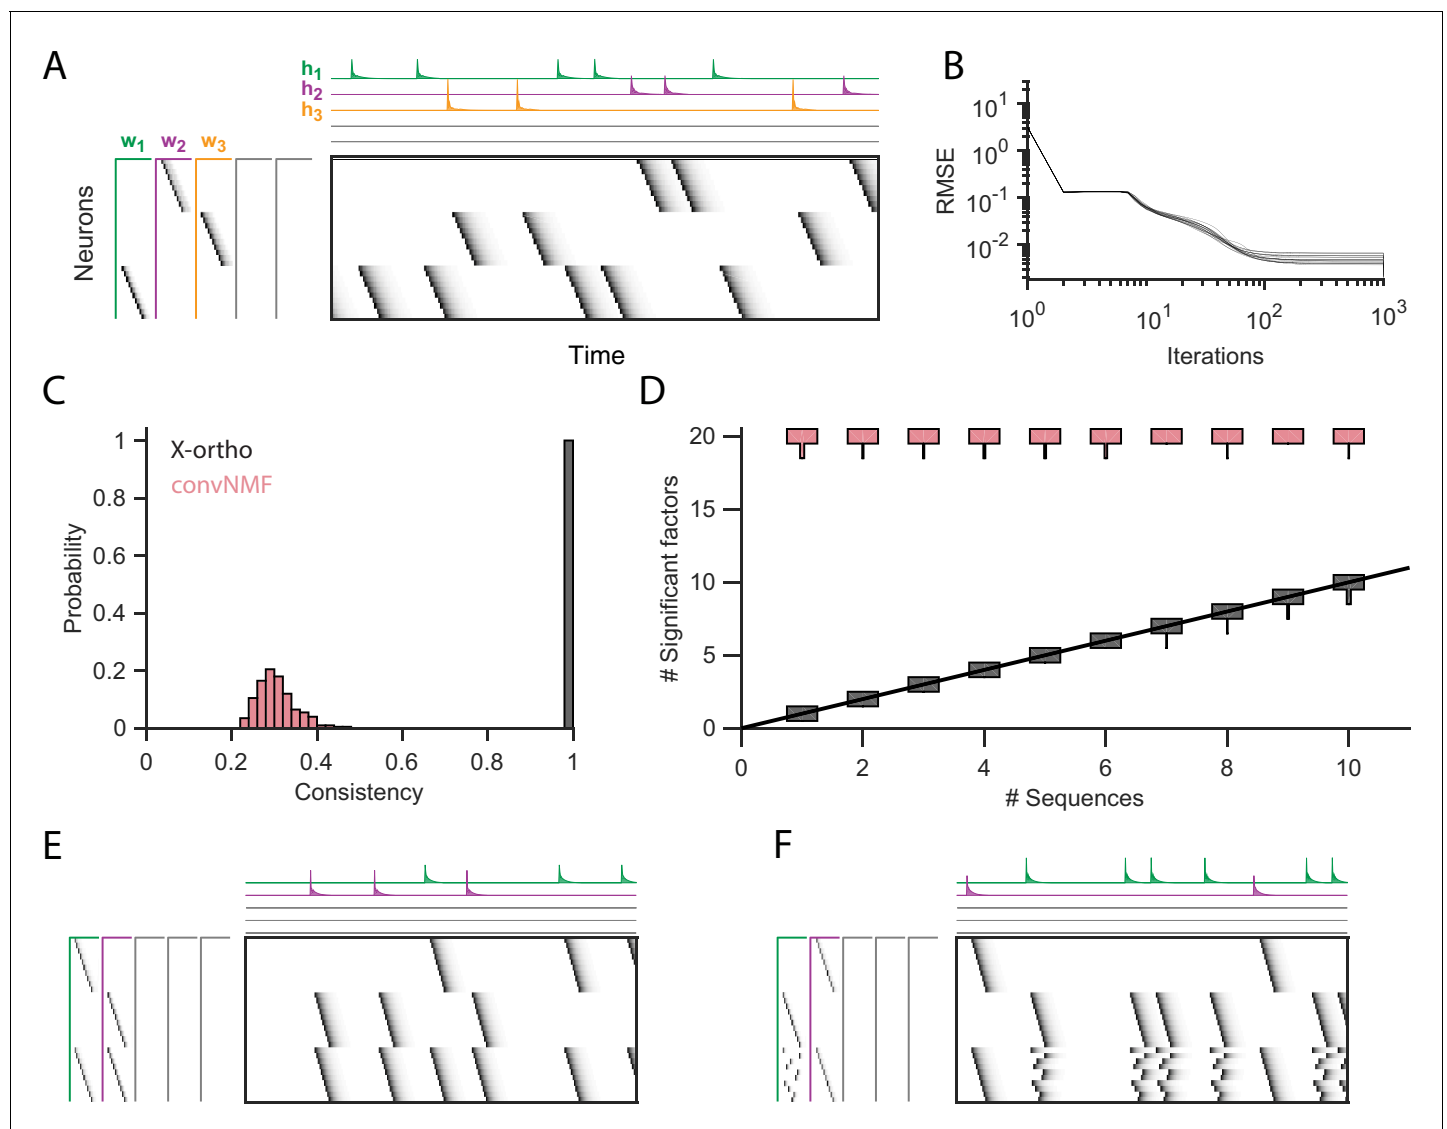 A
h1
h2
h3
w1 w2 w3
Neurons
Time
B
10^1
10^0
10^-1
10^-2
RMSE
10^0 10^1 10^2 10^3
Iterations
C
X-ortho
convNMF
1
0.8
0.6
0.4
0.2
0
Probability
0 0.2 0.4 0.6 0.8 1
Consistency
D
20
15
10
5
0
# Significant factors
0 2 4 6 8 10
# Sequences
E
F